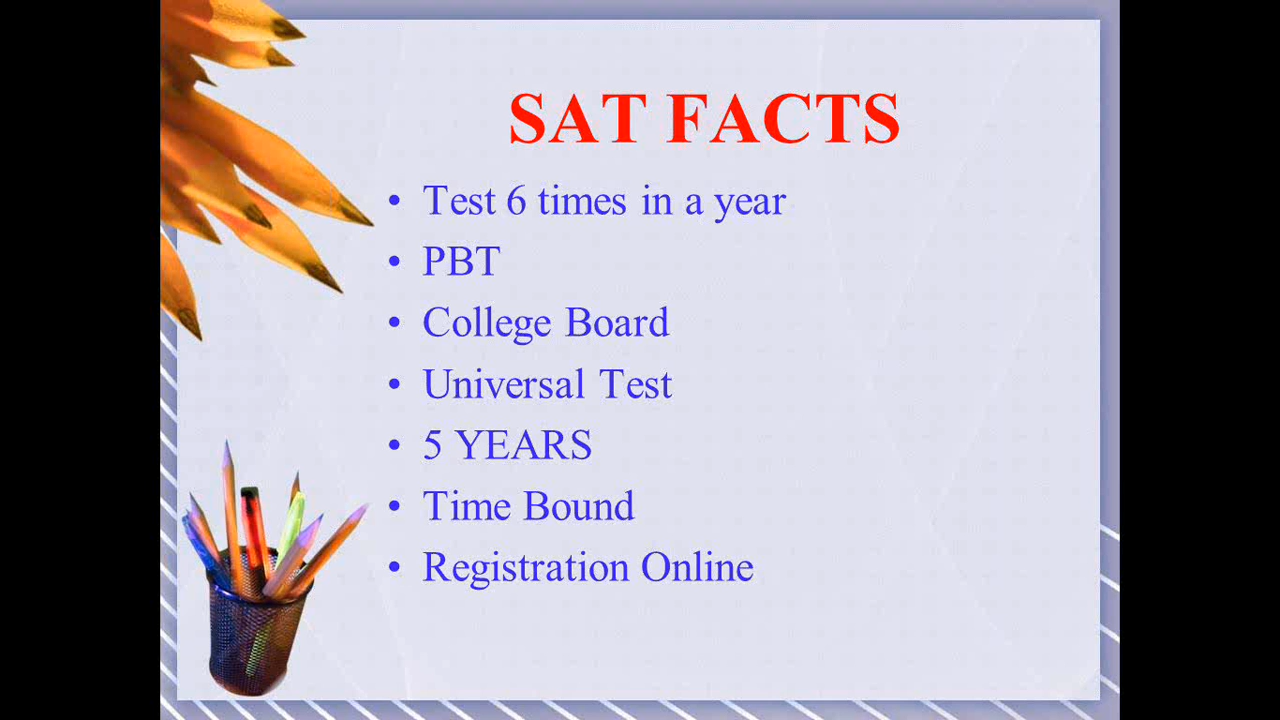 SAT FACTS
• Test 6 times in a year
• PBT
• College Board
• Universal Test
• 5 YEARS
• Time Bound
• Registration Online